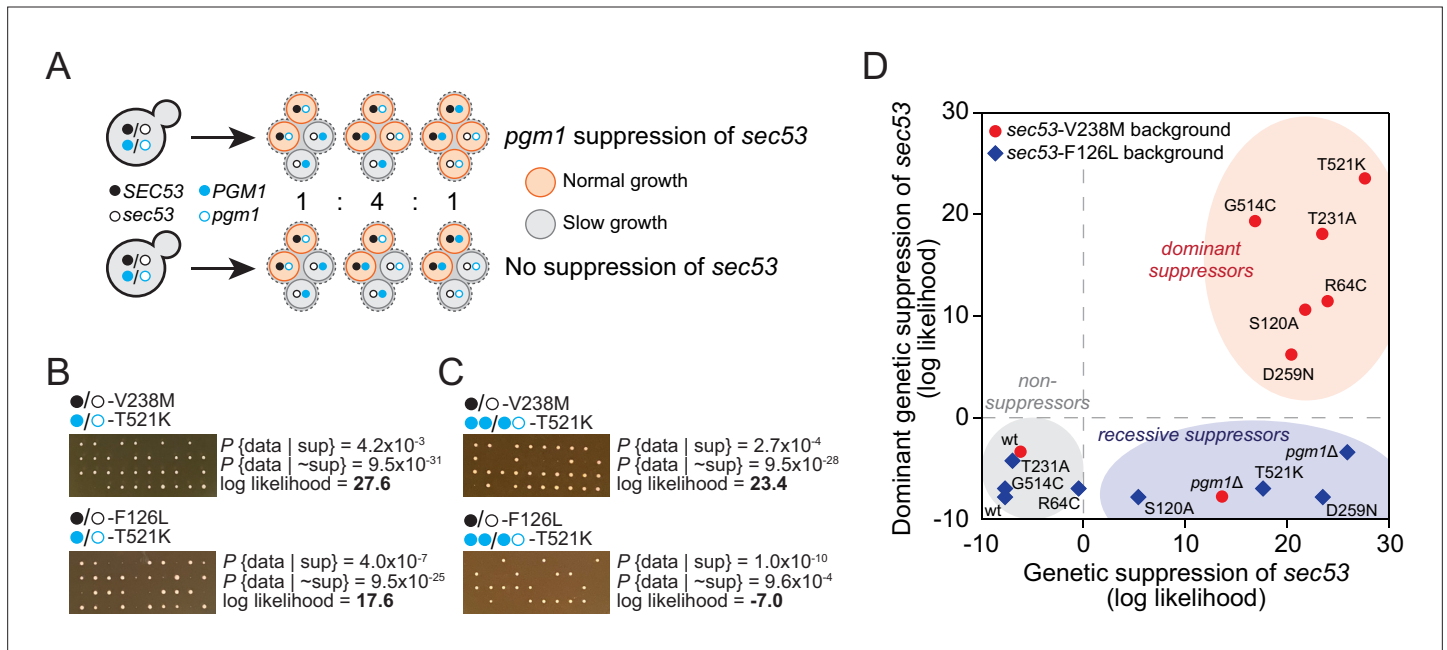 A
SEC53
PGM1
sec53
pgm1
1 : 4 : 1
pgm1 suppression of sec53
Normal growth
Slow growth
No suppression of sec53
B
/ -V238M
/ -T521K
P {data | sup} = 4.2x10-3
P {data | ~sup} = 9.5x10-31
log likelihood = 27.6
/ -F126L
/ -T521K
P {data | sup} = 4.0x10-7
P {data | ~sup} = 9.5x10-25
log likelihood = 17.6
C
/ -V238M
/ -T521K
P {data | sup} = 2.7x10-4
P {data | ~sup} = 9.5x10-28
log likelihood = 23.4
/ -F126L
/ -T521K
P {data | sup} = 1.0x10-10
P {data | ~sup} = 9.6x10-4
log likelihood = -7.0
D
Dominant genetic suppression of sec53
(log likelihood)
30
20
10
0
-10
sec53-V238M background
sec53-F126L background
T521K
G514C
T231A
dominant
suppressors
R64C
S120A
D259N
non-
suppressors
recessive suppressors
wt
T231A
G514C
wt
R64C
S120A
pgm1Δ
T521K
pgm1Δ
D259N
-10 0 10 20 30
Genetic suppression of sec53
(log likelihood)